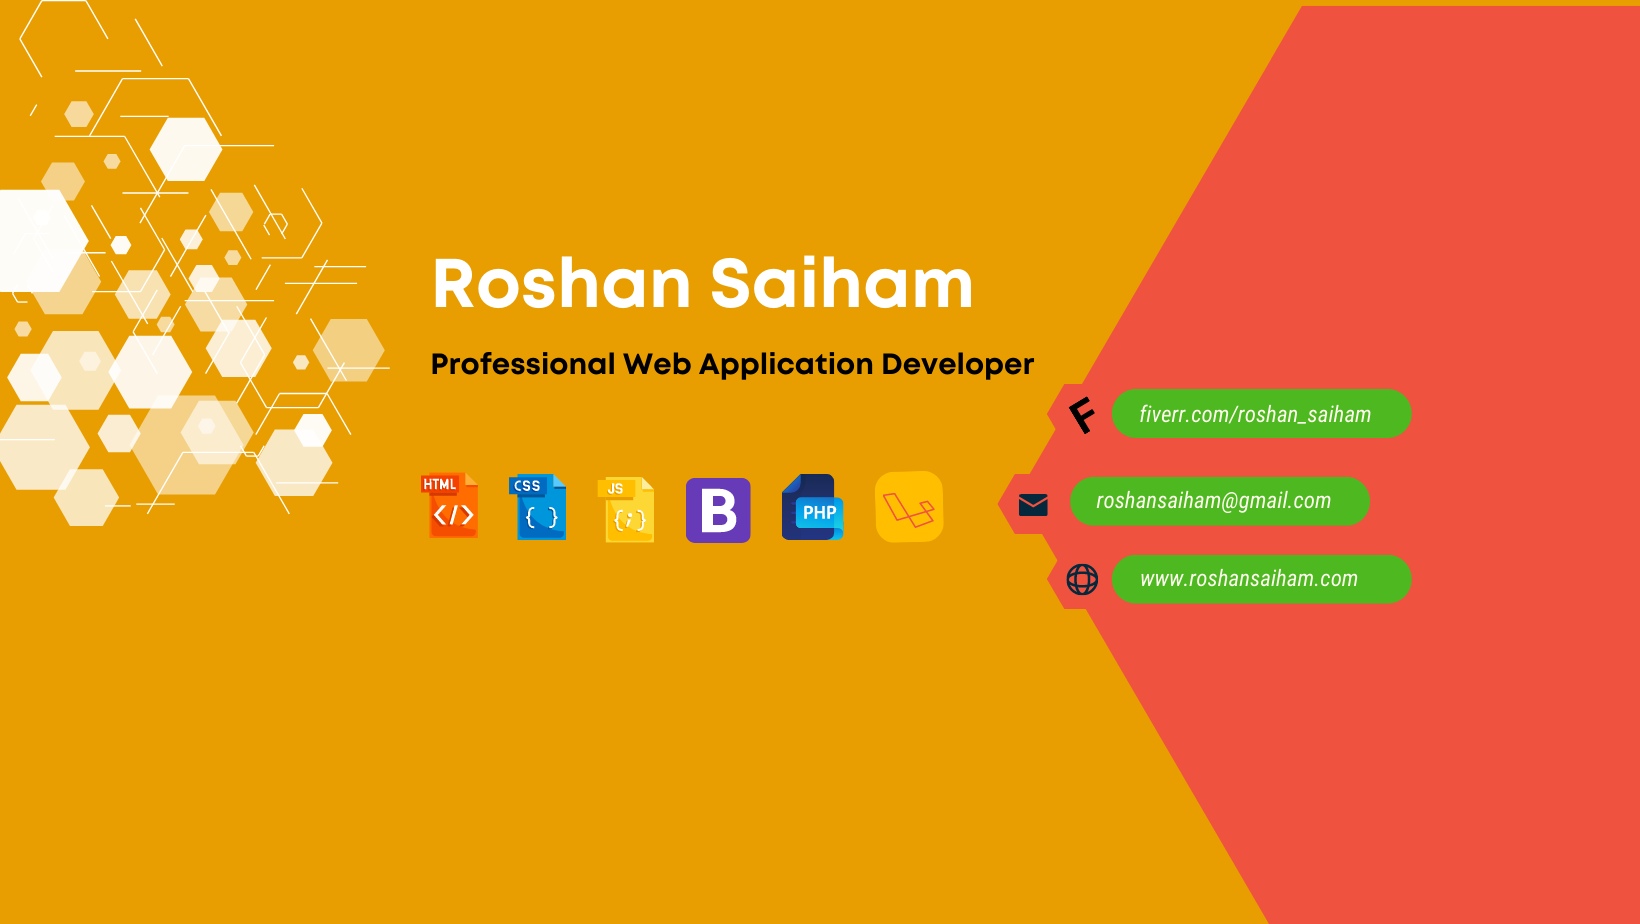 Roshan Saiham
Professional Web Application Developer
F fiverr.com/roshan_saiham
HTML CSS JS B PHP
</> { } {;}
roshansaiham@gmail.com
www.roshansaiham.com